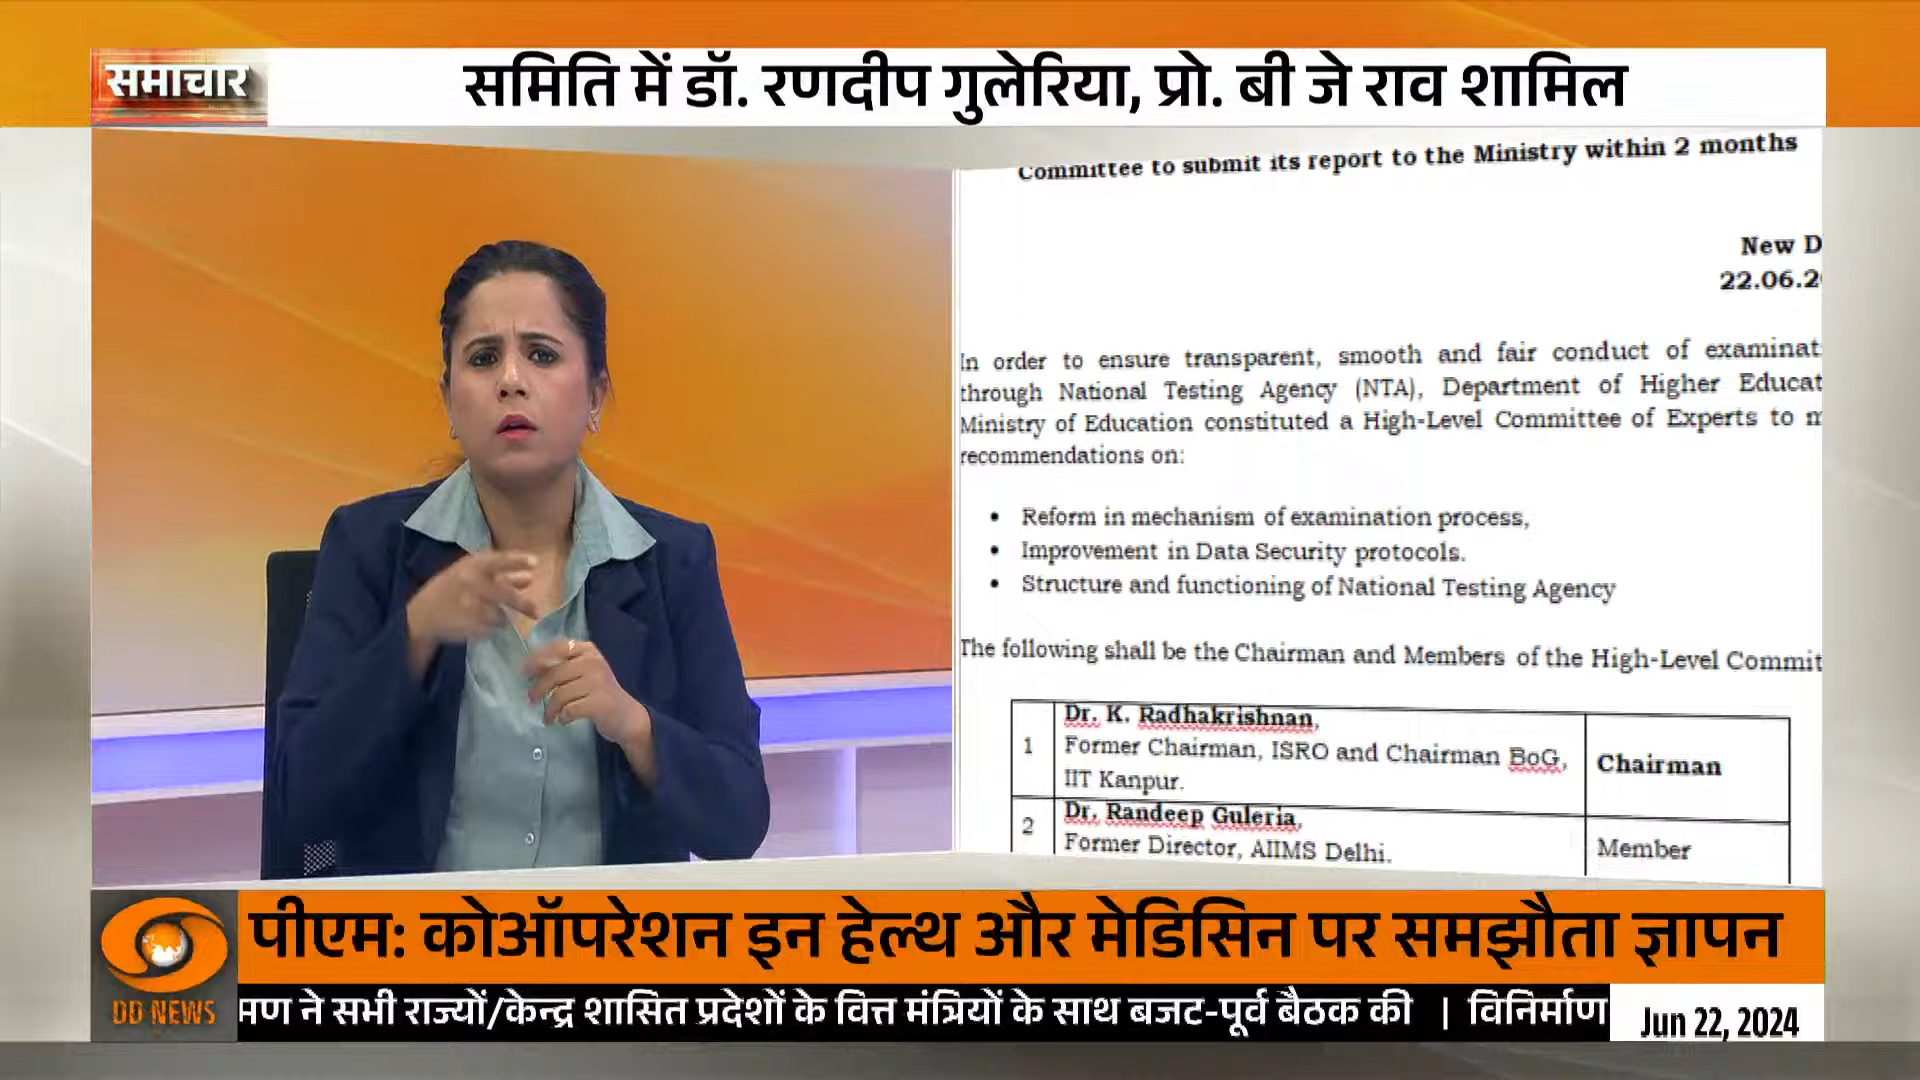 समाचार
समिति में डॉ. रणदीप गुलेरिया, प्रो. बी जे राव शामिल
Committee to submit its report to the Ministry within 2 months
New D
22.06.2
In order to ensure transparent, smooth and fair conduct of examinat
through National Testing Agency (NTA), Department of Higher Educat
Ministry of Education constituted a High-Level Committee of Experts to m
recommendations on:
• Reform in mechanism of examination process,
• Improvement in Data Security protocols.
• Structure and functioning of National Testing Agency
The following shall be the Chairman and Members of the High-Level Commit
1 Dr. K. Radhakrishnan,
Former Chairman, ISRO and Chairman BoG, Chairman
IIT Kanpur.
2 Dr. Randeep Guleria,
Former Director, AIIMS Delhi. Member
पीएम: कोऑपरेशन इन हेल्थ और मेडिसिन पर समझौता ज्ञापन
DD NEWS
मण ने सभी राज्यों/केन्द्र शासित प्रदेशों के वित्त मंत्रियों के साथ बजट-पूर्व बैठक की | विनिर्माण
Jun 22, 2024